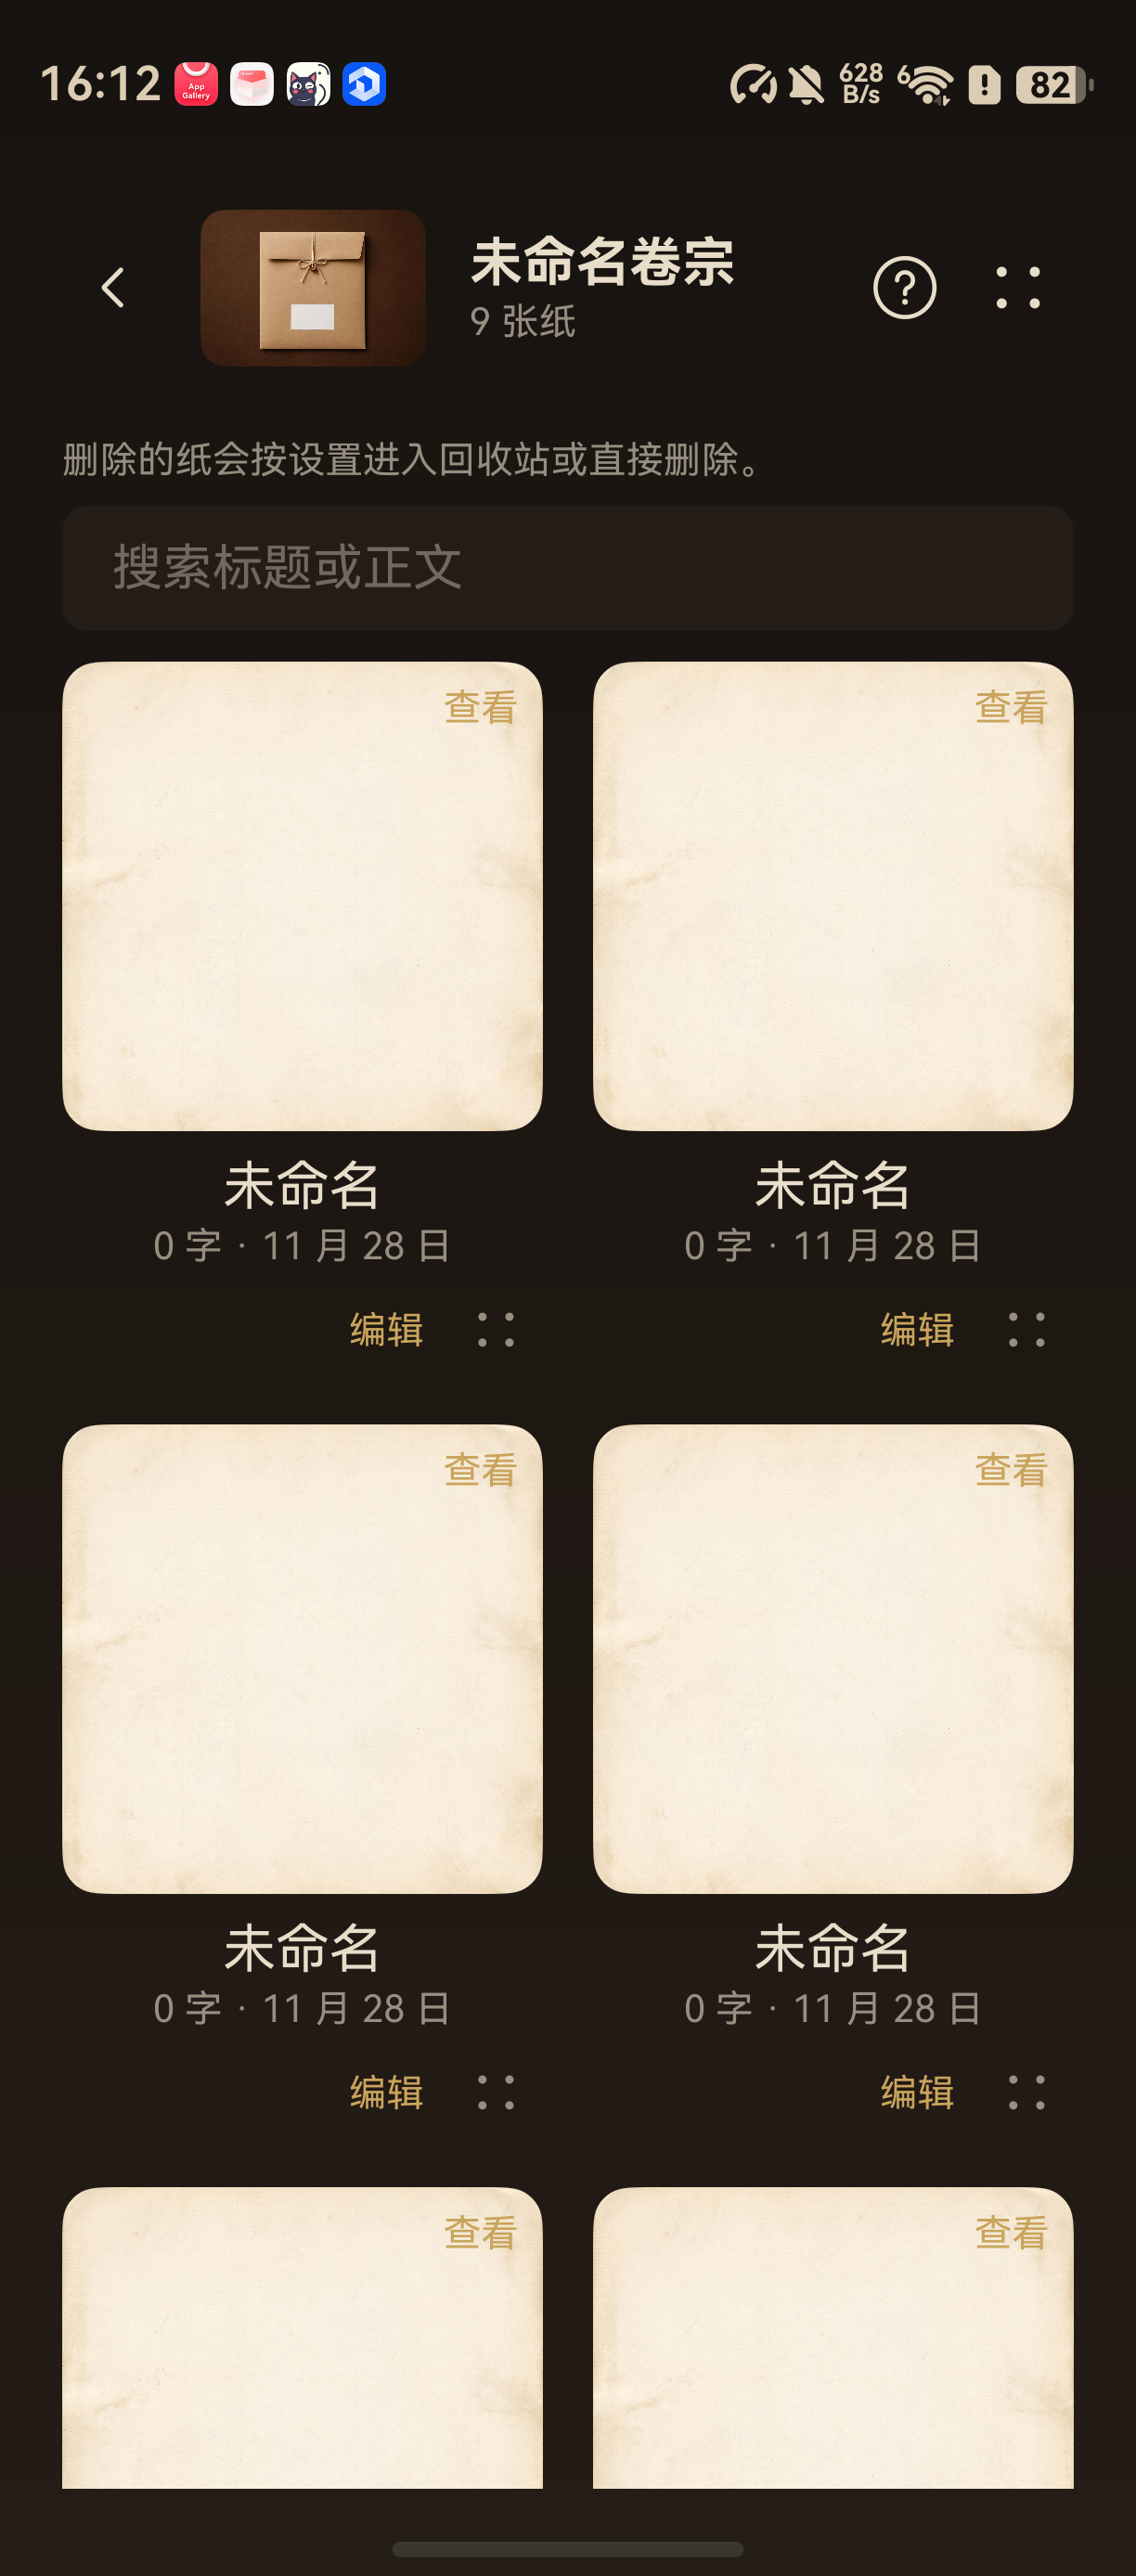 16:12
App
Gallery
628
B/s
6
82
未命名卷宗
9 张纸
删除的纸会按设置进入回收站或直接删除。
搜索标题或正文
查看
查看
未命名
未命名
0 字 · 11 月 28 日
0 字 · 11 月 28 日
编辑
编辑
查看
查看
未命名
未命名
0 字 · 11 月 28 日
0 字 · 11 月 28 日
编辑
编辑
查看
查看